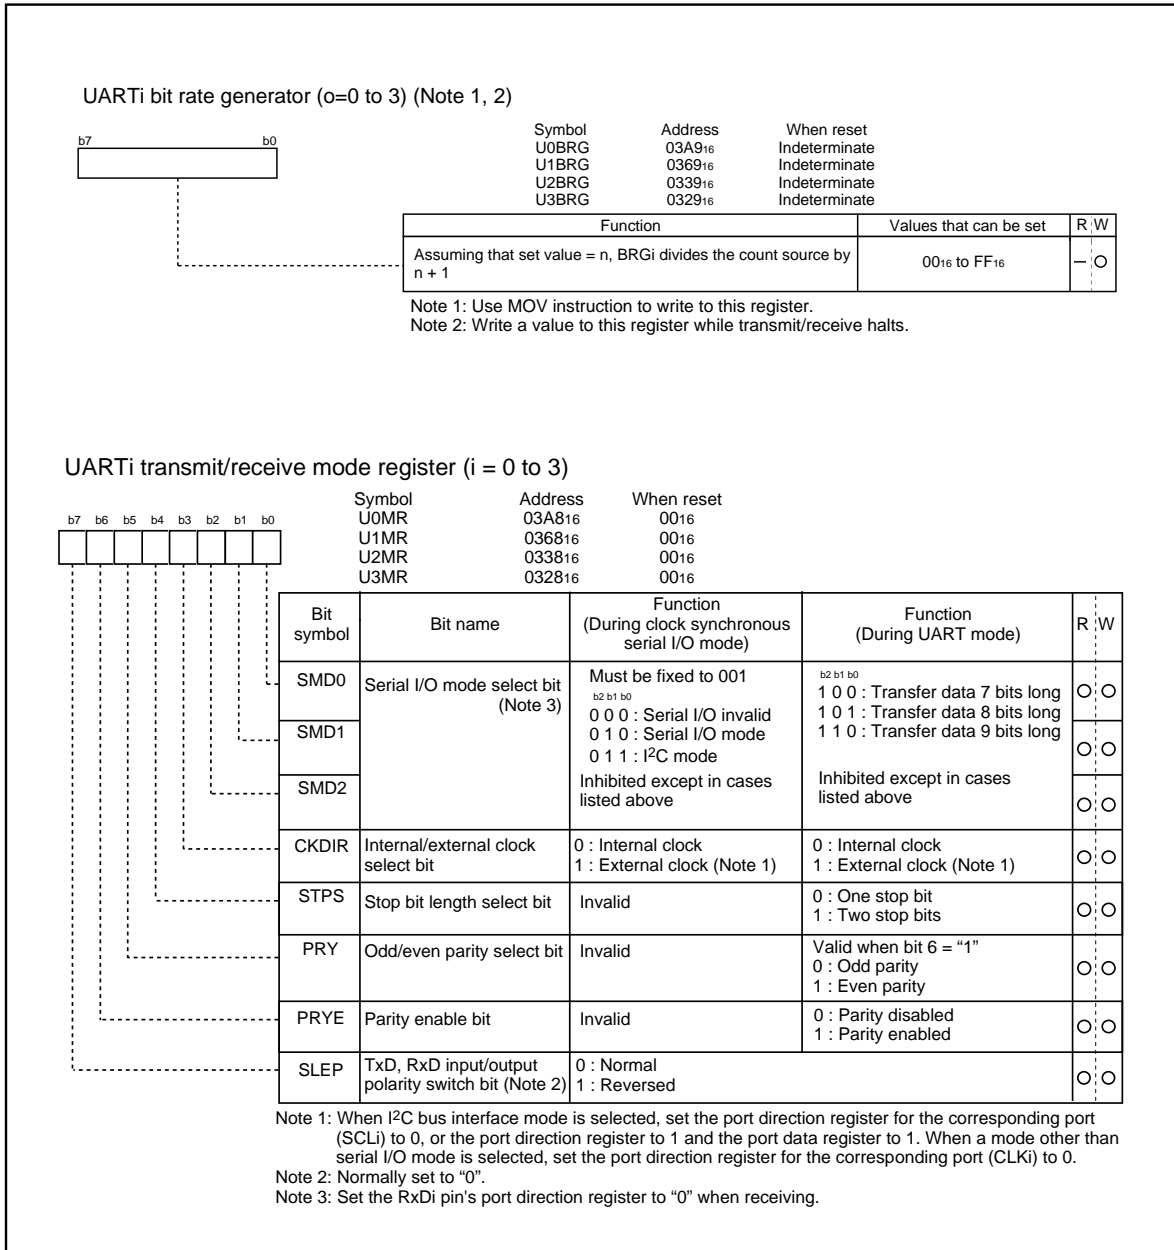 UARTi bit rate generator (o=0 to 3) (Note 1, 2)
b7 b0
Symbol Address When reset
U0BRG 03A916 Indeterminate
U1BRG 036916 Indeterminate
U2BRG 033916 Indeterminate
U3BRG 032916 Indeterminate
Function Values that can be set R W
Assuming that set value = n, BRGi divides the count source by
n + 1
0016 to FF16
Note 1: Use MOV instruction to write to this register.
Note 2: Write a value to this register while transmit/receive halts.
UARTi transmit/receive mode register (i = 0 to 3)
Symbol Address When reset
U0MR 03A816 0016
U1MR 036816 0016
U2MR 033816 0016
U3MR 032816 0016
b7 b6 b5 b4 b3 b2 b1 b0
Bit
symbol
Bit name
Function
(During clock synchronous
serial I/O mode)
Function
(During UART mode)
R W
SMD0
SMD1
SMD2
Serial I/O mode select bit
(Note 3)
Must be fixed to 001
b2 b1 b0
0 0 0 : Serial I/O invalid
0 1 0 : Serial I/O mode
0 1 1 : I2C mode
Inhibited except in cases
listed above
b2 b1 b0
1 0 0 : Transfer data 7 bits long
1 0 1 : Transfer data 8 bits long
1 1 0 : Transfer data 9 bits long
Inhibited except in cases
listed above
CKDIR
Internal/external clock
select bit
0 : Internal clock
1 : External clock (Note 1)
0 : Internal clock
1 : External clock (Note 1)
STPS
Stop bit length select bit
Invalid
0 : One stop bit
1 : Two stop bits
PRY
Odd/even parity select bit
Invalid
Valid when bit 6 = “1”
0 : Odd parity
1 : Even parity
PRYE
Parity enable bit
Invalid
0 : Parity disabled
1 : Parity enabled
SLEP
TxD, RxD input/output
polarity switch bit (Note 2)
0 : Normal
1 : Reversed
Note 1: When I2C bus interface mode is selected, set the port direction register for the corresponding port
(SCLi) to 0, or the port direction register to 1 and the port data register to 1. When a mode other than
serial I/O mode is selected, set the port direction register for the corresponding port (CLKi) to 0.
Note 2: Normally set to “0”.
Note 3: Set the RxDi pin's port direction register to “0” when receiving.